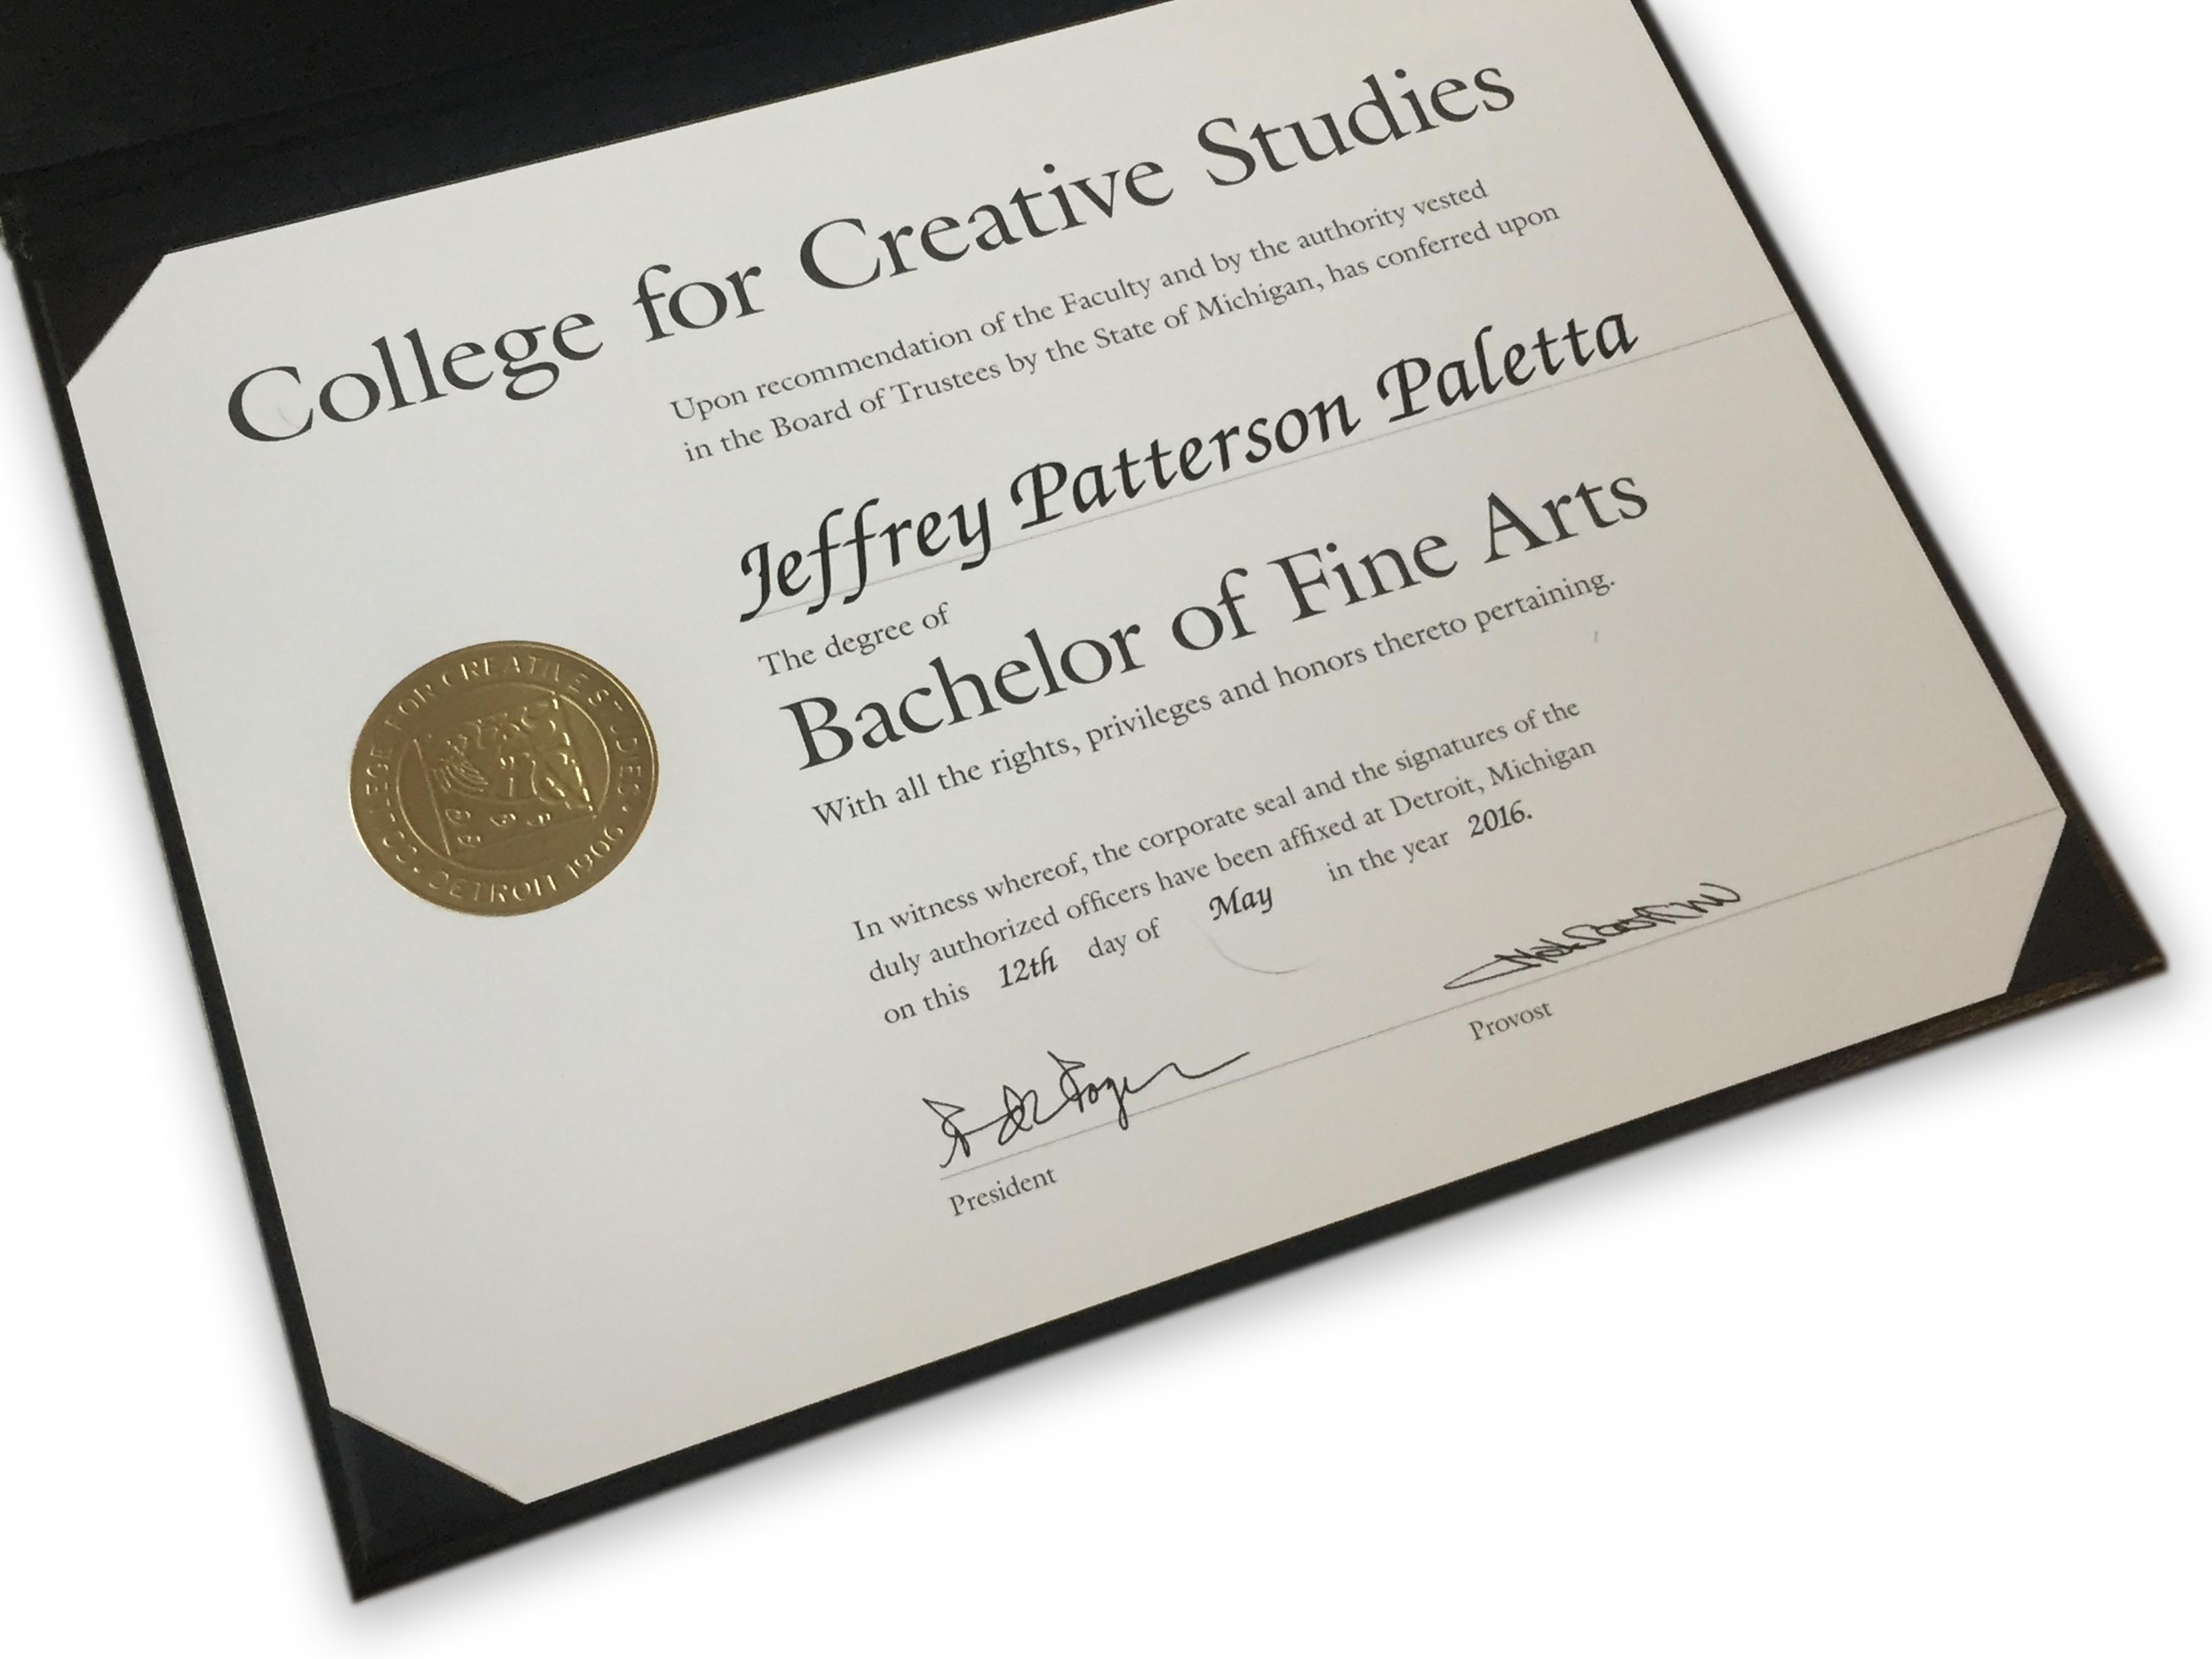 College for Creative Studies
Upon recommendation of the Faculty and by the authority vested
in the Board of Trustees by the State of Michigan, has conferred upon
Jeffrey Patterson Paletta
The degree of
Bachelor of Fine Arts
With all the rights, privileges and honors thereto pertaining.
COLLEGE FOR CREATIVE STUDIES
DETROIT 1906
In witness whereof, the corporate seal and the signatures of the
duly authorized officers have been affixed at Detroit, Michigan
on this 12th day of May in the year 2016.
President
Provost